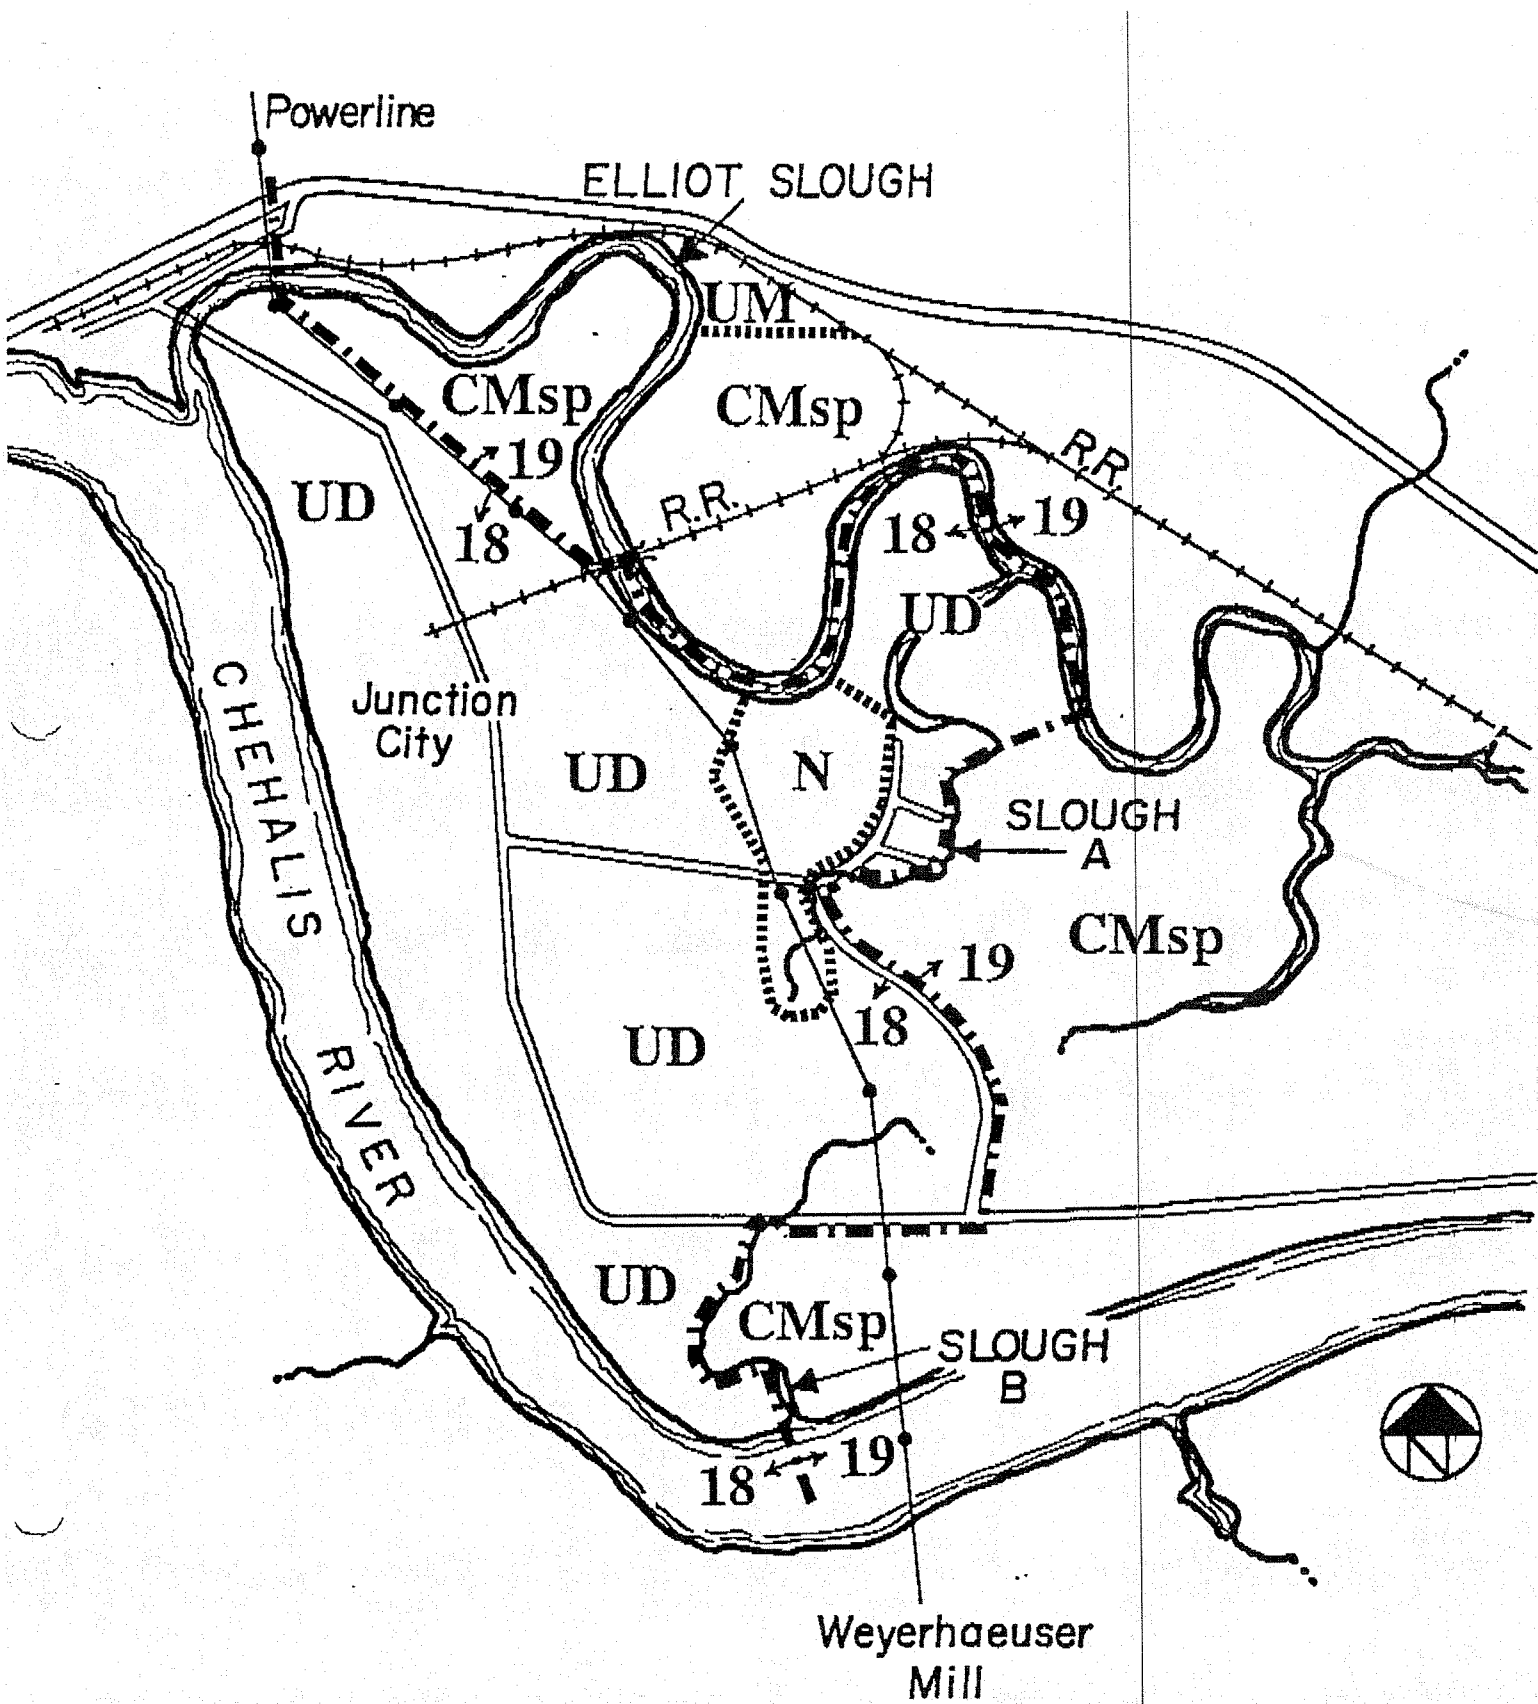 Powerline
ELLIOT SLOUGH
UM
CMsp
CMsp
19
R.R.
UD
R.R.
18
18
19
UD
CHEHALIS
Junction
City
UD
N
SLOUGH
A
CMsp
19
18
UD
RIVER
UD
CMsp
SLOUGH
B
N
18
19
Weyerhaeuser
Mill